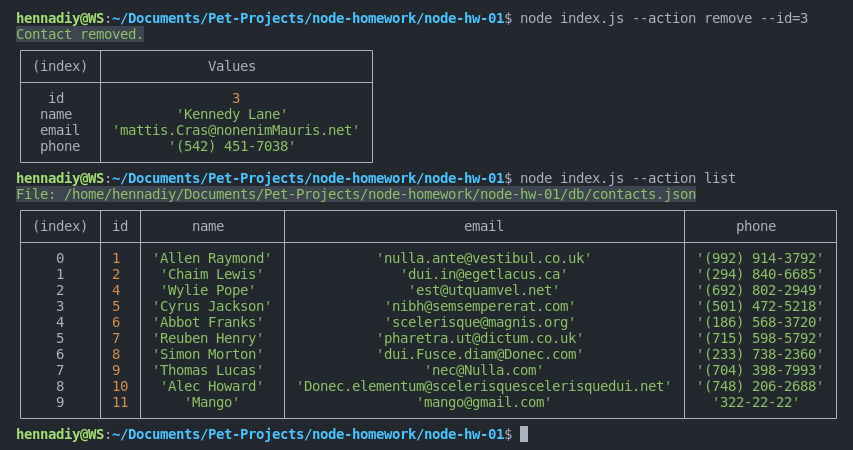 hennadiy@WS:~/Documents/Pet-Projects/node-homework/node-hw-01$ node index.js --action remove --id=3
Contact removed.
(index) Values
id 3
name 'Kennedy Lane'
email 'mattis.Cras@nonenimMauris.net'
phone '(542) 451-7038'
hennadiy@WS:~/Documents/Pet-Projects/node-homework/node-hw-01$ node index.js --action list
File: /home/hennadiy/Documents/Pet-Projects/node-homework/node-hw-01/db/contacts.json
(index) id name email phone
0 1 'Allen Raymond' 'nulla.ante@vestibul.co.uk' '(992) 914-3792'
1 2 'Chaim Lewis' 'dui.in@egetlacus.ca' '(294) 840-6685'
2 4 'Wylie Pope' 'est@utquamvel.net' '(692) 802-2949'
3 5 'Cyrus Jackson' 'nibh@semsempererat.com' '(501) 472-5218'
4 6 'Abbot Franks' 'scelerisque@magnis.org' '(186) 568-3720'
5 7 'Reuben Henry' 'pharetra.ut@dictum.co.uk' '(715) 598-5792'
6 8 'Simon Morton' 'dui.Fusce.diam@Donec.com' '(233) 738-2360'
7 9 'Thomas Lucas' 'nec@Nulla.com' '(704) 398-7993'
8 10 'Alec Howard' 'Donec.elementum@scelerisquescelerisquedui.net' '(748) 206-2688'
9 11 'Mango' 'mango@gmail.com' '322-22-22'
hennadiy@WS:~/Documents/Pet-Projects/node-homework/node-hw-01$